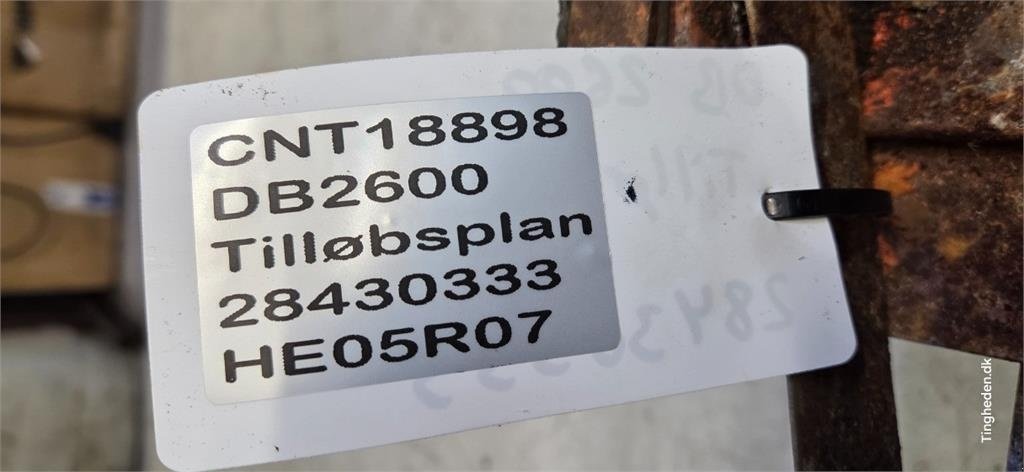 CNT18898
DB2600
Tilløbsplan
28430333
HE05R07
Tingheden.dk